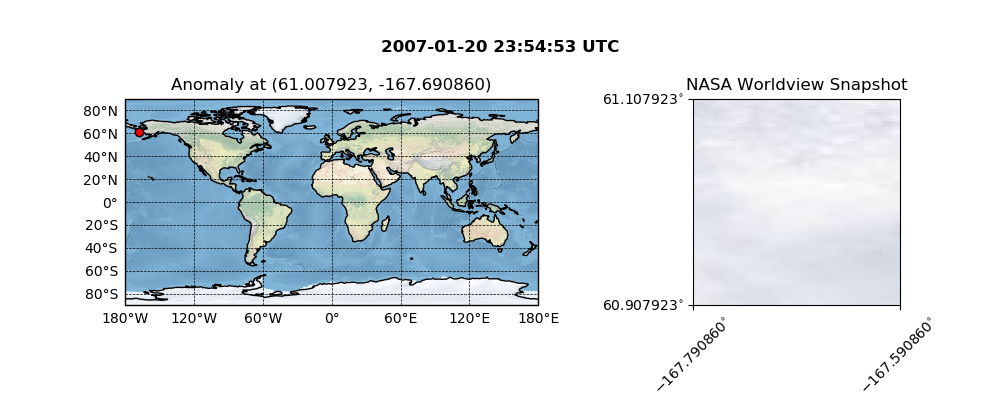 2007-01-20 23:54:53 UTC
Anomaly at (61.007923, -167.690860)
80°N
60°N
40°N
20°N
0°
20°S
40°S
60°S
80°S
180°W 120°W 60°W 0° 60°E 120°E 180°E
NASA Worldview Snapshot
61.107923°
60.907923°
−167.790860° −167.590860°